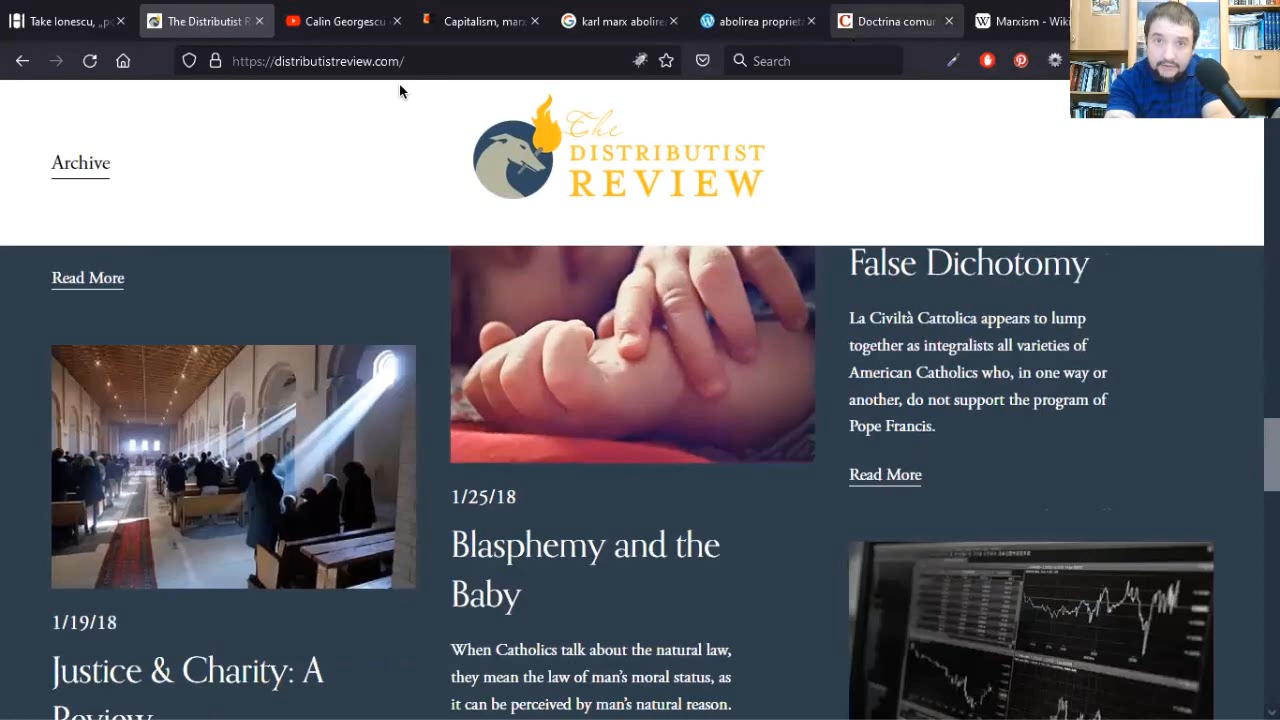 Take Ionescu, „pe
The Distributist R
Calin Georgescu
Capitalism, mar
karl marx abolire
abolirea propriet
Doctrina comu
Marxism - Wiki
https://distributistreview.com/
Search
Archive
The
DISTRIBUTIST
REVIEW
Read More
1/19/18
Justice & Charity: A
Review
1/25/18
Blasphemy and the
Baby
When Catholics talk about the natural law,
they mean the law of man’s moral status, as
it can be perceived by man’s natural reason.
False Dichotomy
La Civiltà Cattolica appears to lump
together as integralists all varieties of
American Catholics who, in one way or
another, do not support the program of
Pope Francis.
Read More